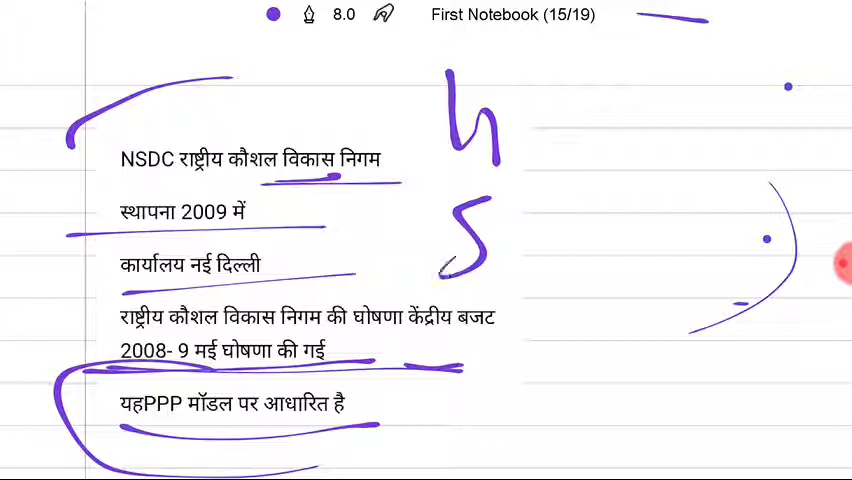 8.0 First Notebook (15/19)
NSDC राष्ट्रीय कौशल विकास निगम
स्थापना 2009 में
कार्यालय नई दिल्ली
राष्ट्रीय कौशल विकास निगम की घोषणा केंद्रीय बजट
2008- 9 मई घोषणा की गई
यहPPP मॉडल पर आधारित है